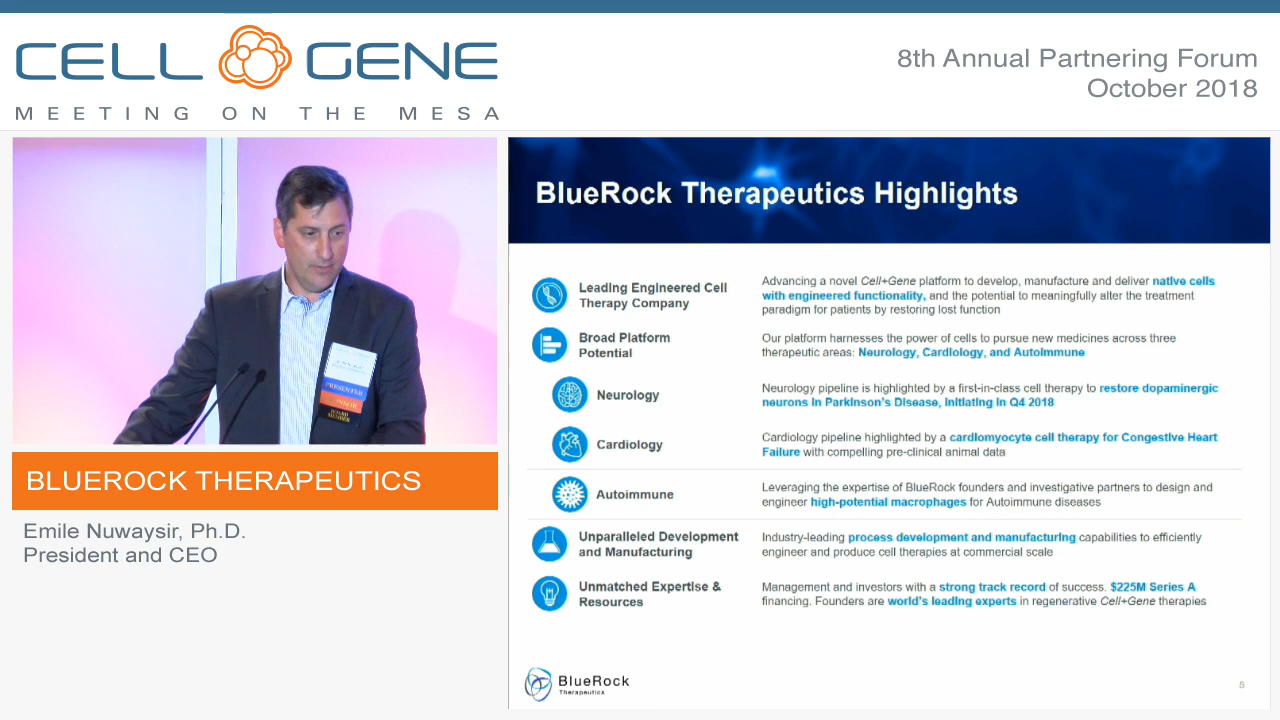 CELL GENE
MEETING ON THE MESA
8th Annual Partnering Forum
October 2018
PRESENTER
BOARD
MEMBER
BLUEROCK THERAPEUTICS
Emile Nuwaysir, Ph.D.
President and CEO
BlueRock Therapeutics Highlights
Leading Engineered Cell
Therapy Company
Advancing a novel Cell+Gene platform to develop, manufacture and deliver native cells
with engineered functionality, and the potential to meaningfully alter the treatment
paradigm for patients by restoring lost function
Broad Platform
Potential
Our platform harnesses the power of cells to pursue new medicines across three
therapeutic areas: Neurology, Cardiology, and Autoimmune
Neurology
Neurology pipeline is highlighted by a first-in-class cell therapy to restore dopaminergic
neurons in Parkinson's Disease, initiating in Q4 2018
Cardiology
Cardiology pipeline highlighted by a cardiomyocyte cell therapy for Congestive Heart
Failure with compelling pre-clinical animal data
Autoimmune
Leveraging the expertise of BlueRock founders and investigative partners to design and
engineer high-potential macrophages for Autoimmune diseases
Unparalleled Development
and Manufacturing
Industry-leading process development and manufacturing capabilities to efficiently
engineer and produce cell therapies at commercial scale
Unmatched Expertise &
Resources
Management and investors with a strong track record of success. $225M Series A
financing. Founders are world's leading experts in regenerative Cell+Gene therapies
BlueRock
Therapeutics
5